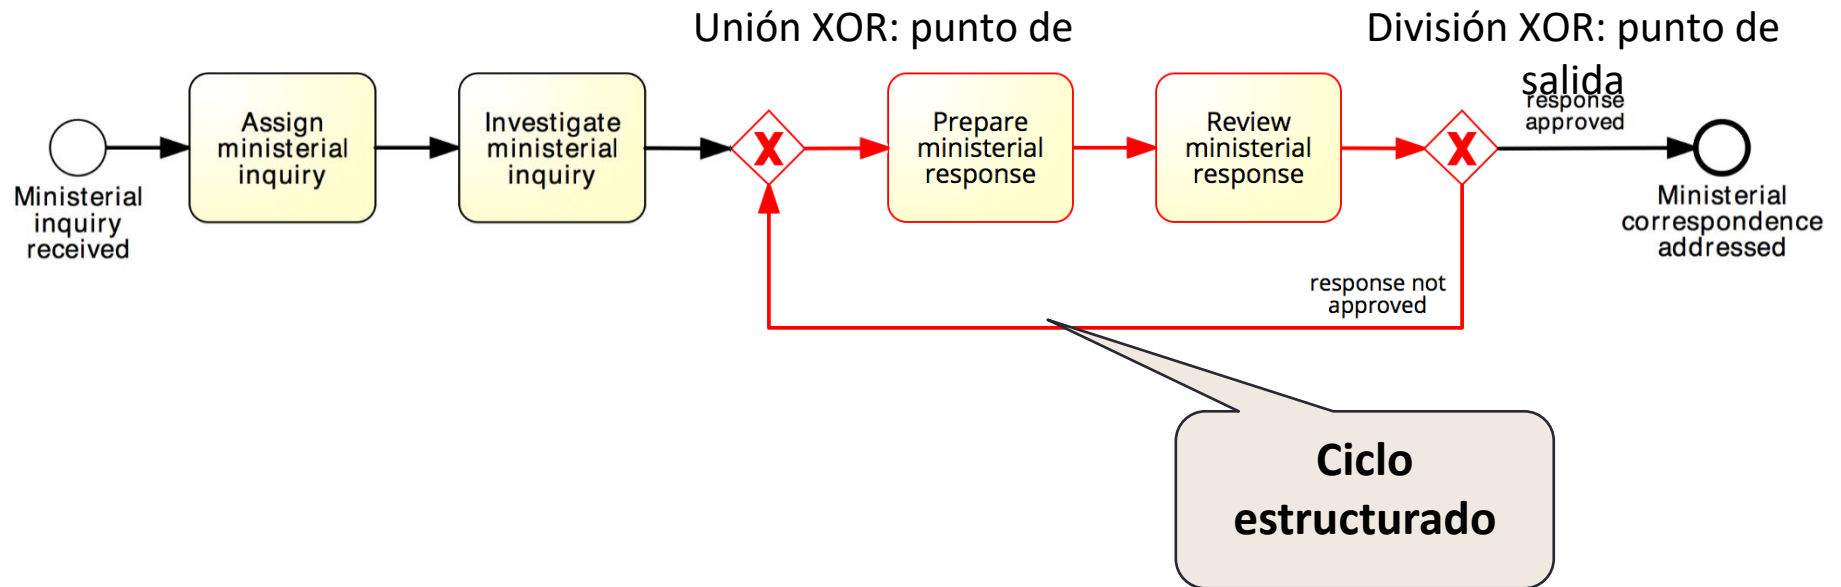 Unión XOR: punto de
División XOR: punto de
salida
response
approved
Assign
ministerial
inquiry
Investigate
ministerial
inquiry
X
Prepare
ministerial
response
Review
ministerial
response
X
Ministerial
inquiry
received
Ministerial
correspondence
addressed
response not
approved
Ciclo
estructurado